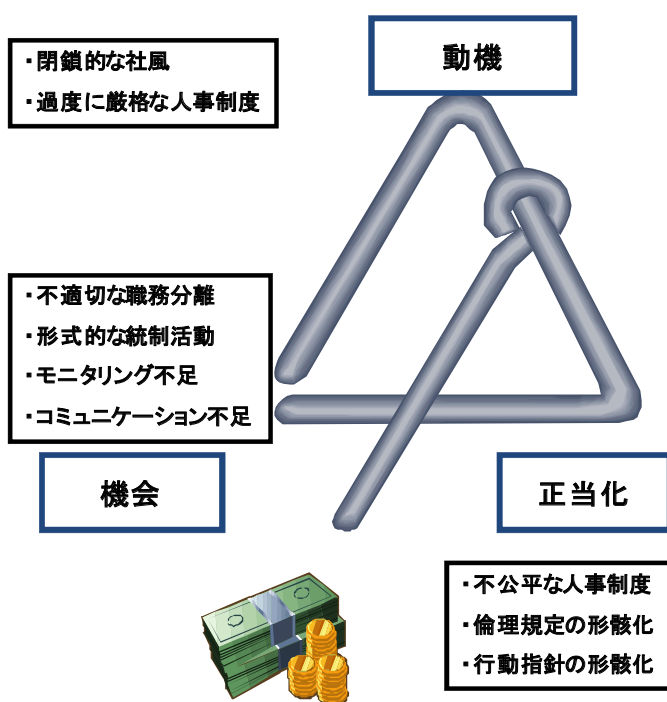 動機
・閉鎖的な社風
・過度に厳格な人事制度
・不適切な職務分離
・形式的な統制活動
・モニタリング不足
・コミュニケーション不足
機会
正当化
・不公平な人事制度
・倫理規定の形骸化
・行動指針の形骸化